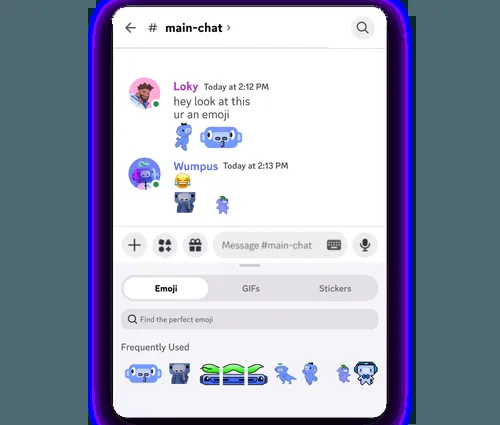 # main-chat
Loky Today at 2:12 PM
hey look at this
ur an emoji
Wumpus Today at 2:13 PM
Message #main-chat
Emoji GIFs Stickers
Find the perfect emoji
Frequently Used